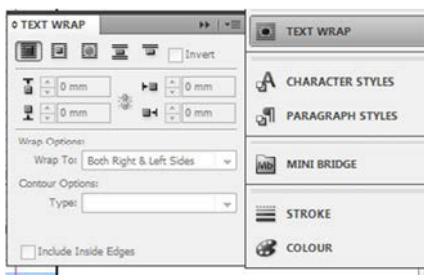 TEXT WRAP
Invert
0 mm
0 mm
0 mm
0 mm
Wrap Options:
Wrap To: Both Right & Left Sides
Contour Options:
Type:
Include Inside Edges
TEXT WRAP
CHARACTER STYLES
PARAGRAPH STYLES
Mb MINI BRIDGE
STROKE
COLOUR